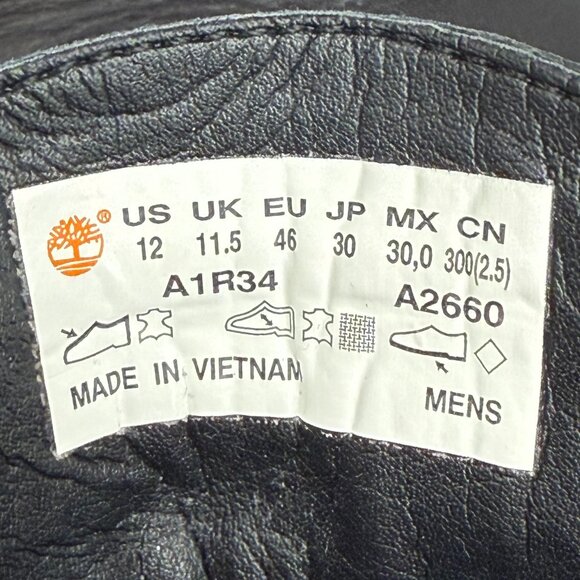 ® US UK EU JP MX CN
12 11.5 46 30 30,0 300(2.5)
A1R34 A2660
MADE IN VIETNAM
MENS